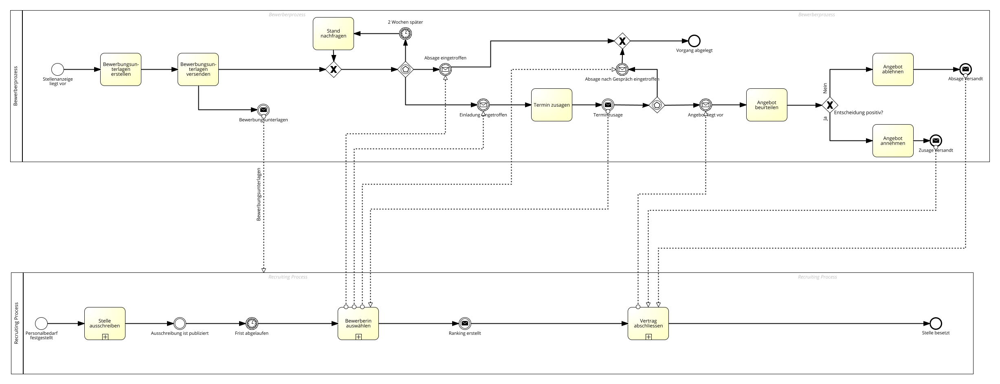 Bewerberprozess
Bewerberprozess
Bewerberprozess
2 Wochen später
Stand
nachfragen
Absage eingetroffen
Vorgang abgelegt
Bewerbungsun-
terlagen
erstellen
Bewerbungsun-
terlagen
versenden
Angebot
ablehnen
Stellenanzeige
liegt vor
Absage nach Gespräch eingetroffen
Absage versandt
Nein
Termin zusagen
Angebot
beurteilen
Entscheidung positiv?
Bewerbungsunterlagen
Einladung eingetroffen
Terminzusage
Angebot liegt vor
Ja
Angebot
annehmen
Zusage versandt
Bewerbungsunterlagen
Recruiting Process
Recruiting Process
Recruiting Process
Stelle
ausschreiben
Bewerberin
auswählen
Vertrag
abschliessen
Personalbedarf
festgestellt
Ausschreibung ist publiziert
Frist abgelaufen
Ranking erstellt
Stelle besetzt